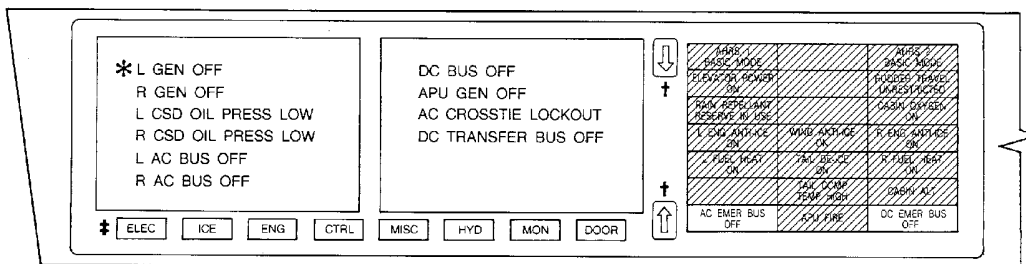 * L GEN OFF
R GEN OFF
L CSD OIL PRESS LOW
R CSD OIL PRESS LOW
L AC BUS OFF
R AC BUS OFF
DC BUS OFF
APU GEN OFF
AC CROSSTIE LOCKOUT
DC TRANSFER BUS OFF
‡ ELEC ICE ENG CTRL MISC HYD MON DOOR
⇩
†
†
⇧
AHRS 1 BASIC MODE
AHRS 2 BASIC MODE
ELEVATOR POWER ON
RUDDER TRAVEL UNRESTRICTED
RAIN REPELLANT RESERVE IN USE
CABIN OXYGEN ON
L ENG ANTI-ICE ON
WING ANTI-ICE ON
R ENG ANTI-ICE ON
L FUEL HEAT ON
TAIL DE-ICE ON
R FUEL HEAT ON
TAIL COMP TEMP HIGH
CABIN ALT
AC EMER BUS OFF
APU FIRE
DC EMER BUS OFF